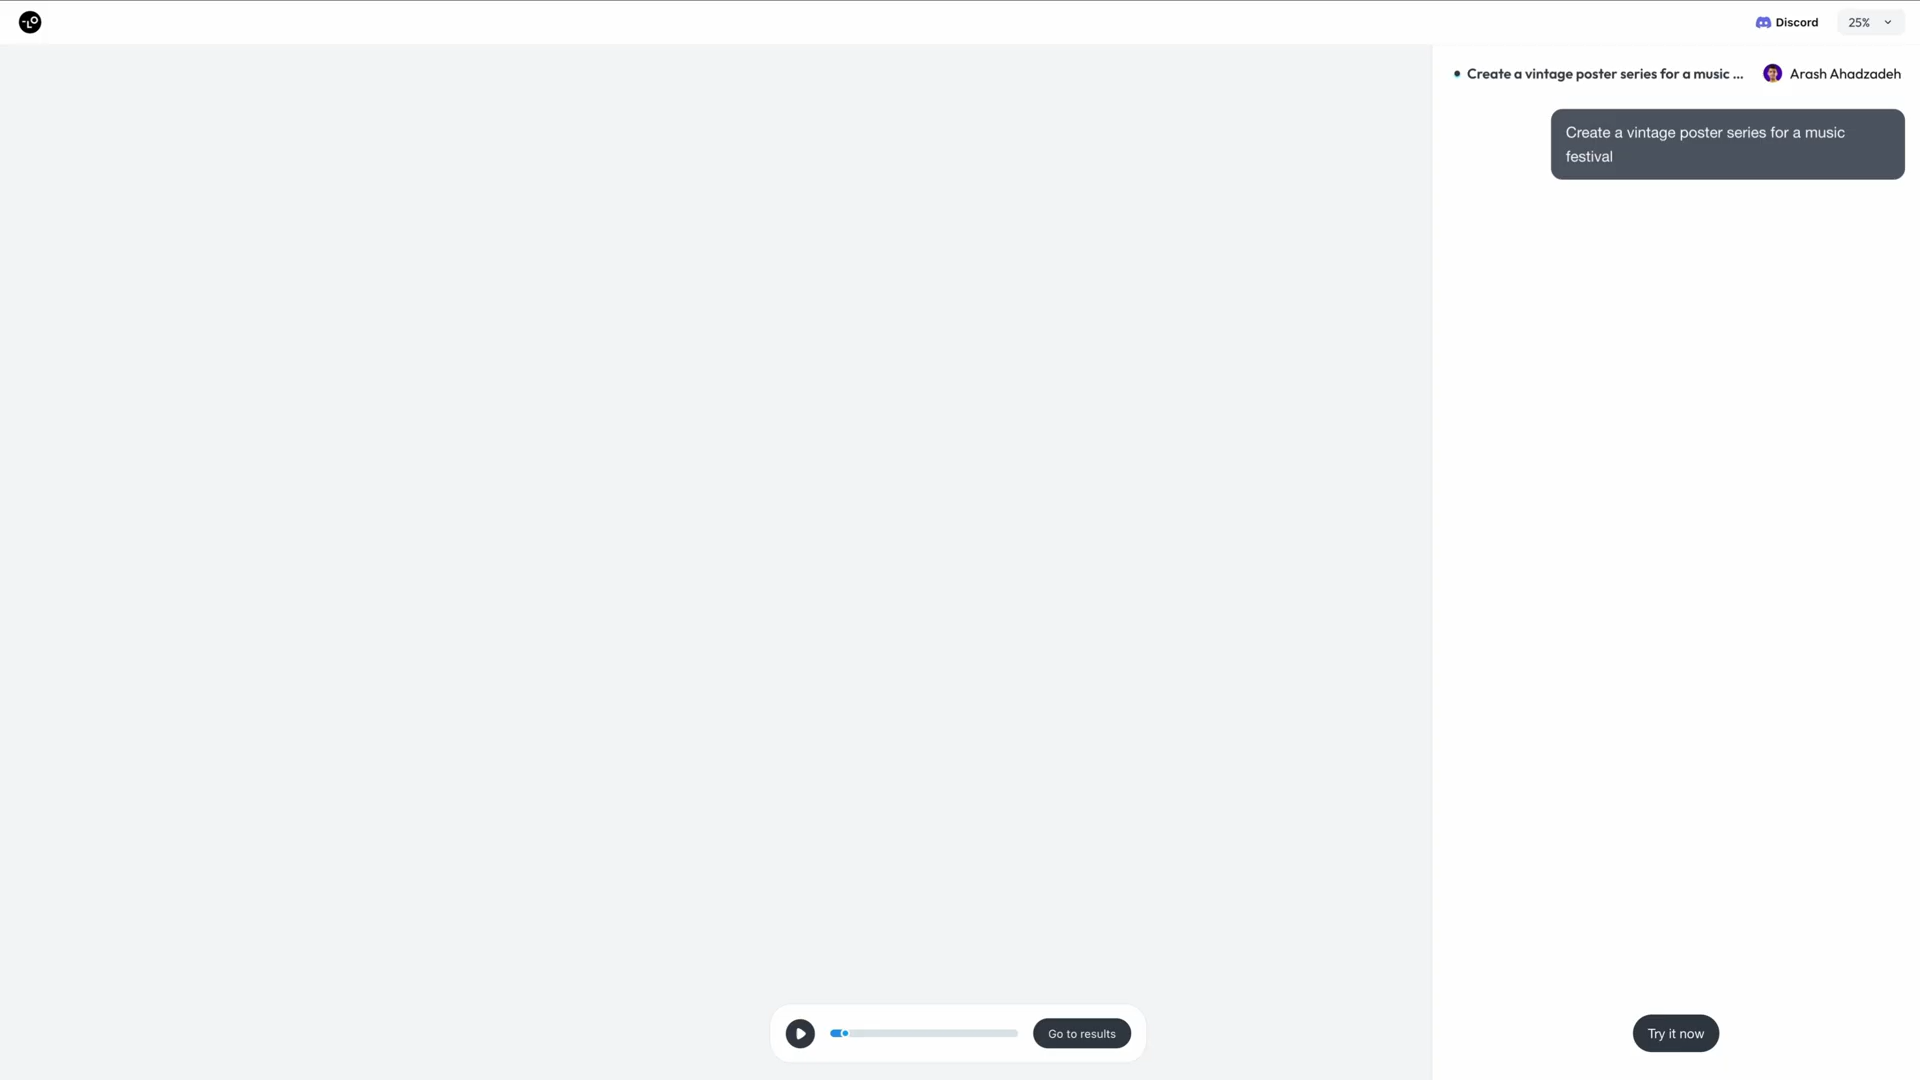 Discord
25%
Create a vintage poster series for a music ...
Arash Ahadzadeh
Create a vintage poster series for a music
festival
Go to results
Try it now